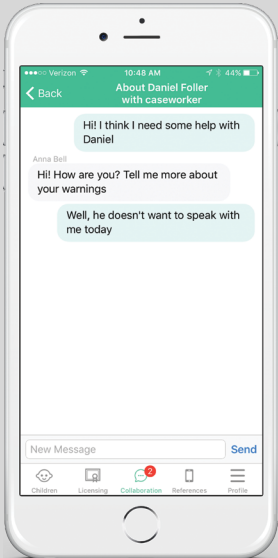 Verizon 10:48 AM 44%
Back
About Daniel Foller
with caseworker
Hi! I think I need some help with
Daniel
Anna Bell
Hi! How are you? Tell me more about
your warnings
Well, he doesn't want to speak with
me today
New Message Send
2
Children Licensing Collaboration References Profile